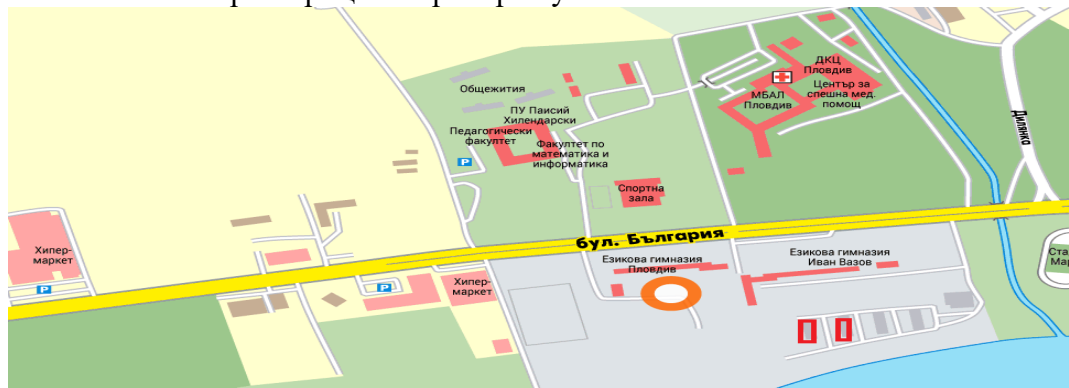 ДКЦ
Пловдив
Център за
спешна мед.
помощ
МБАЛ
Пловдив
Дилянка
Общежития
ПУ Паисий
Хилендарски
Педагогически
факултет
Факултет по
математика и
информатика
P
Спортна
зала
бул. България
Хипер-
маркет
P
P
Хипер-
маркет
Езикова гимназия
Пловдив
Езикова гимназия
Иван Вазов